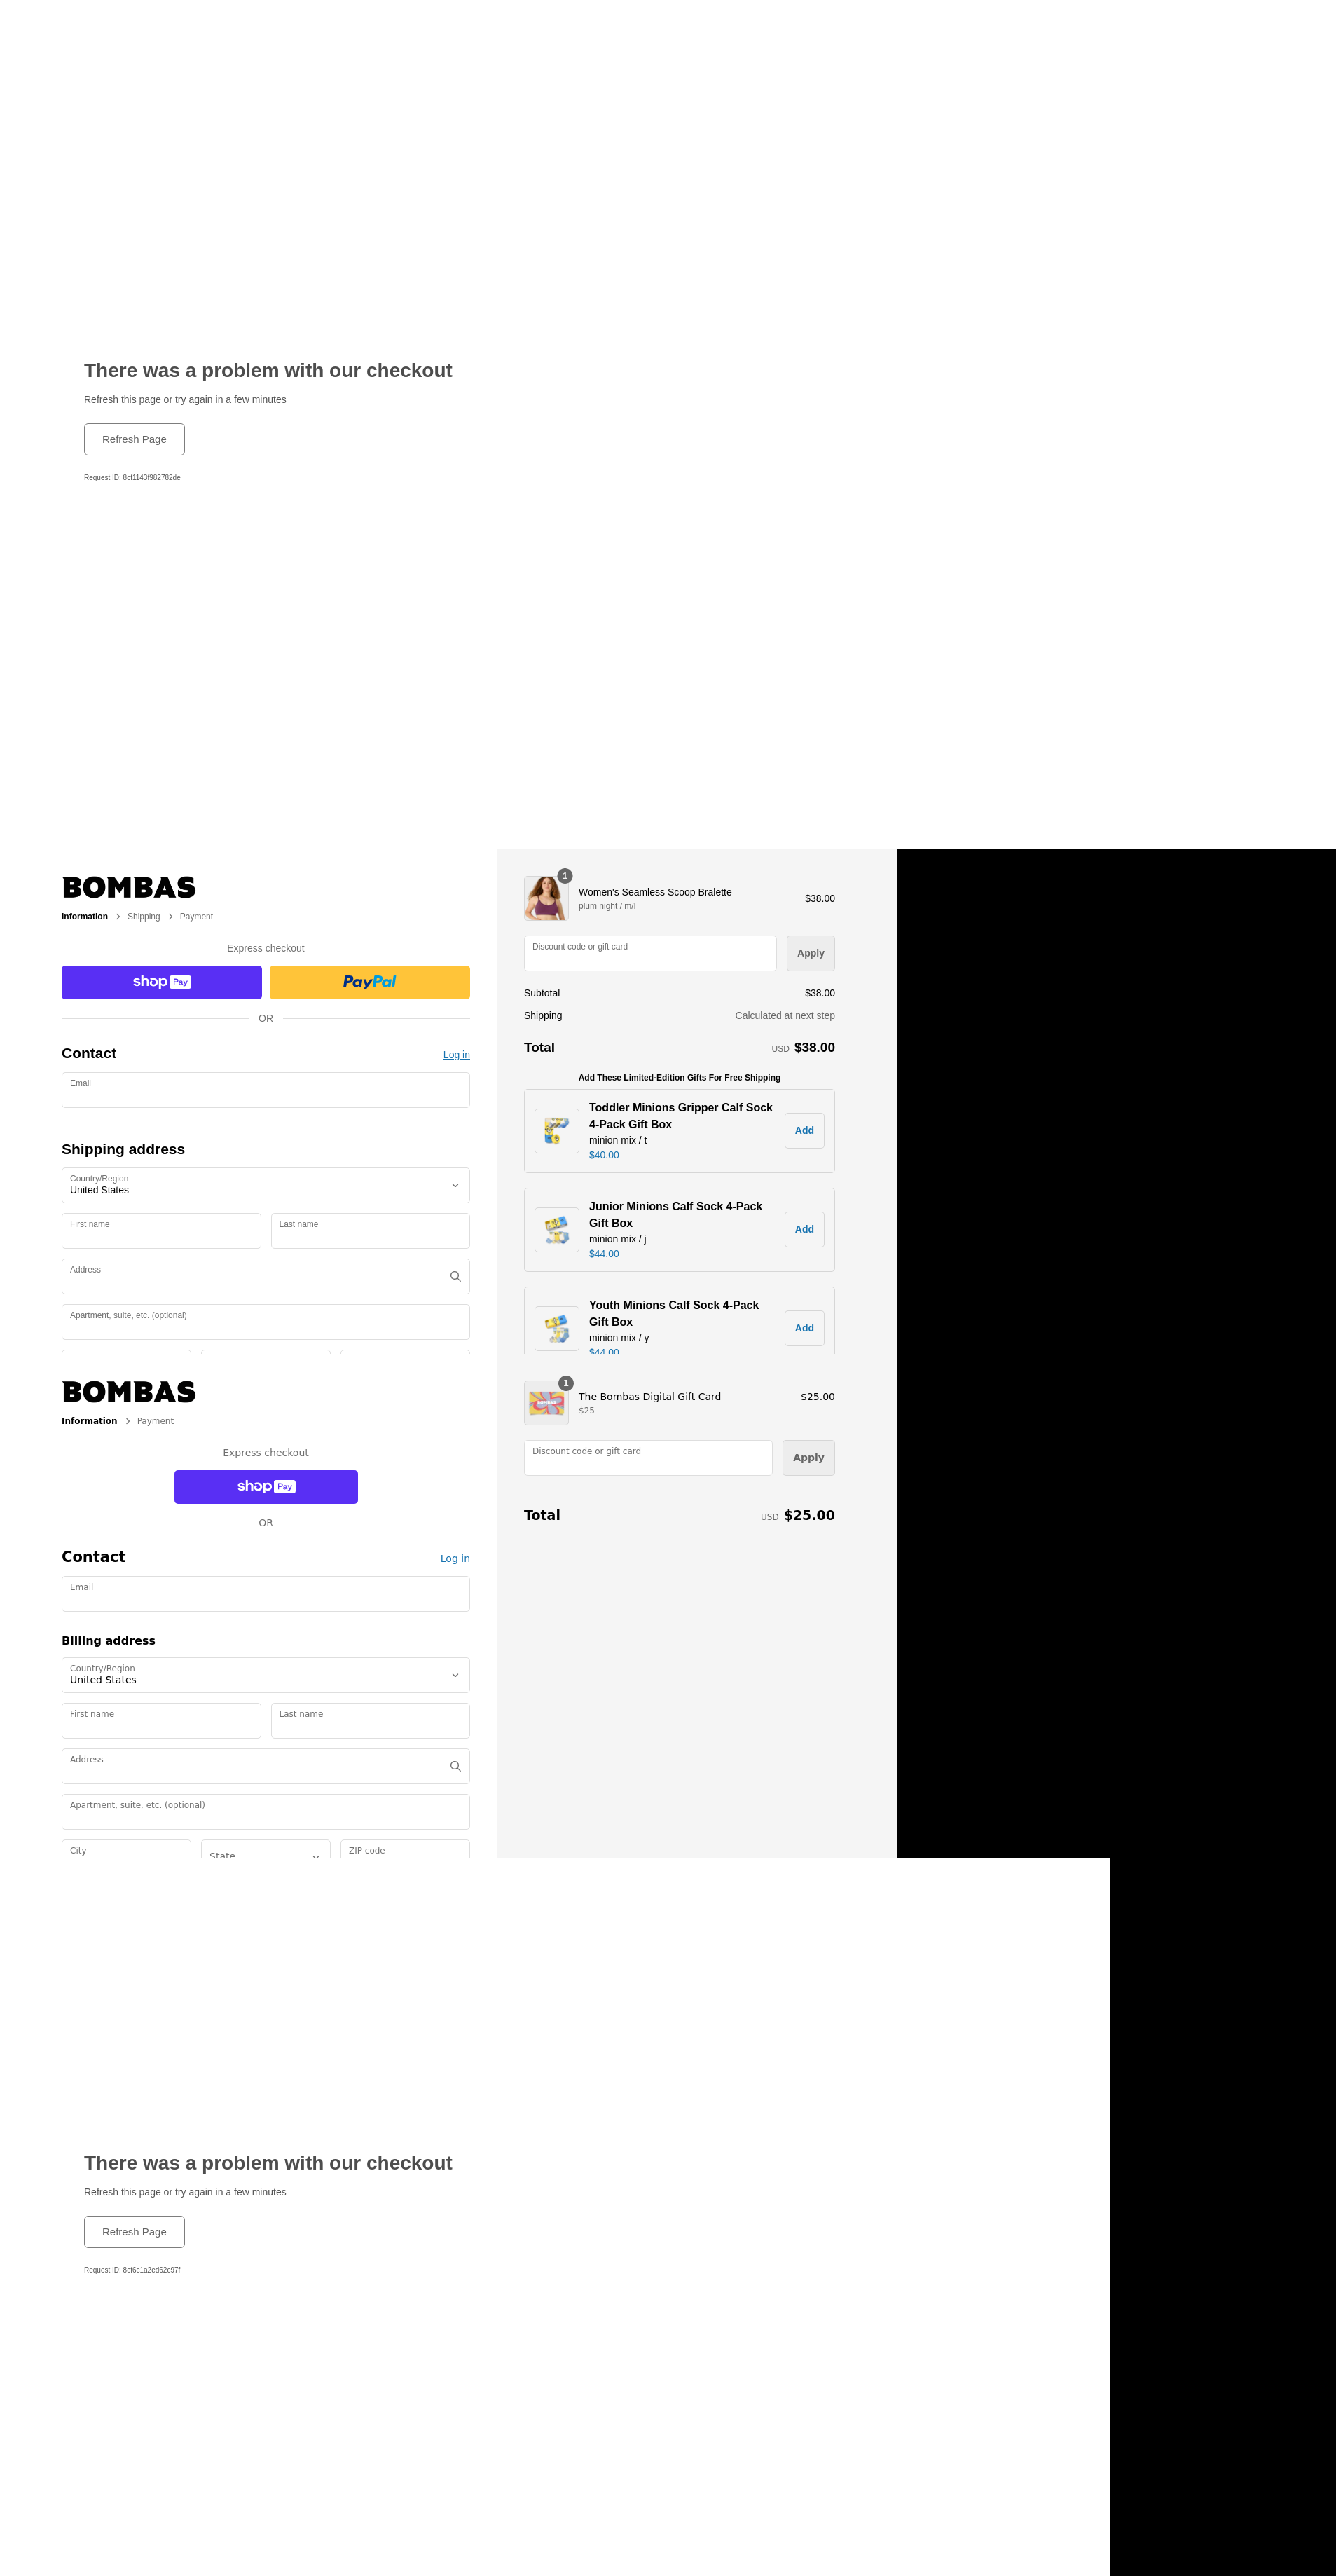 There was a problem with our checkout
Refresh this page or try again in a few minutes
Refresh Page
Request ID: 8cf1143f982782de
BOMBAS
Information > Shipping > Payment
Express checkout
shop Pay
PayPal
OR
Contact
Log in
Email
Shipping address
Country/Region
United States
First name
Last name
Address
Apartment, suite, etc. (optional)
1
Women's Seamless Scoop Bralette
plum night / m/l
$38.00
Discount code or gift card
Apply
Subtotal
$38.00
Shipping
Calculated at next step
Total
USD $38.00
Add These Limited-Edition Gifts For Free Shipping
Toddler Minions Gripper Calf Sock
4-Pack Gift Box
minion mix / t
$40.00
Add
Junior Minions Calf Sock 4-Pack
Gift Box
minion mix / j
$44.00
Add
Youth Minions Calf Sock 4-Pack
Gift Box
minion mix / y
$44.00
Add
BOMBAS
Information > Payment
Express checkout
shop Pay
OR
Contact
Log in
Email
Billing address
Country/Region
United States
First name
Last name
Address
Apartment, suite, etc. (optional)
City
State
ZIP code
1
The Bombas Digital Gift Card
$25
$25.00
Discount code or gift card
Apply
Total
USD $25.00
There was a problem with our checkout
Refresh this page or try again in a few minutes
Refresh Page
Request ID: 8cf6c1a2ed62c97f